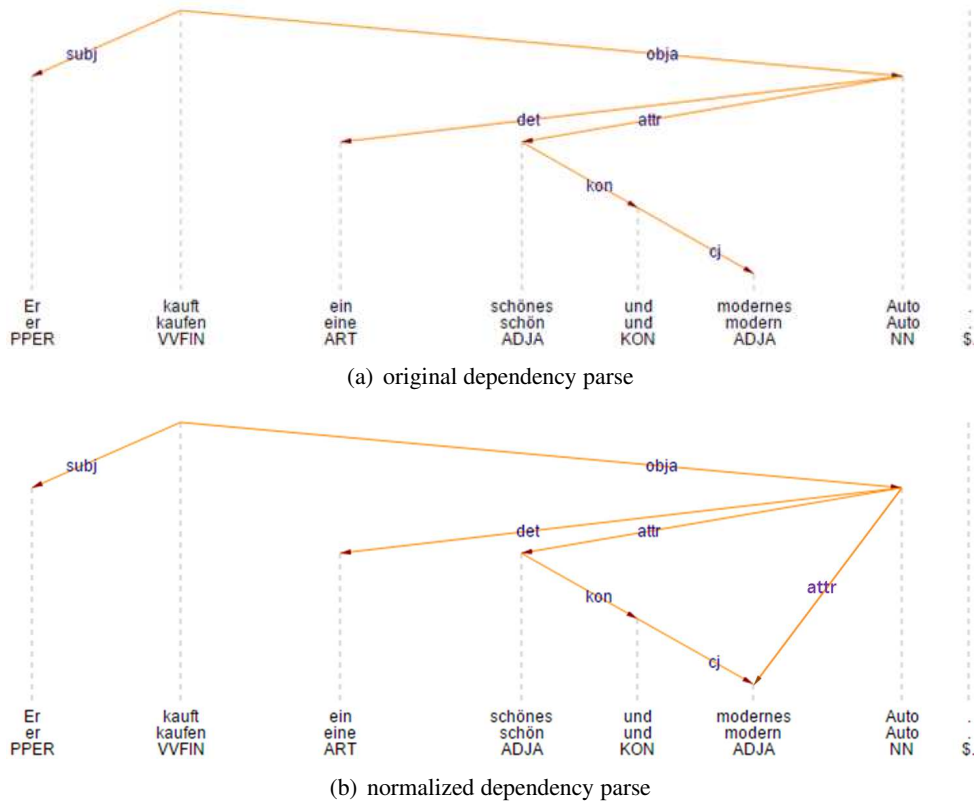 subj
obja
det
attr
kon
cj
Er kauft ein schönes und modernes Auto .
er kaufen eine schön und modern Auto .
PPER VVFIN ART ADJA KON ADJA NN $.
(a) original dependency parse
subj
obja
det
attr
attr
kon
cj
Er kauft ein schönes und modernes Auto .
er kaufen eine schön und modern Auto .
PPER VVFIN ART ADJA KON ADJA NN $.
(b) normalized dependency parse